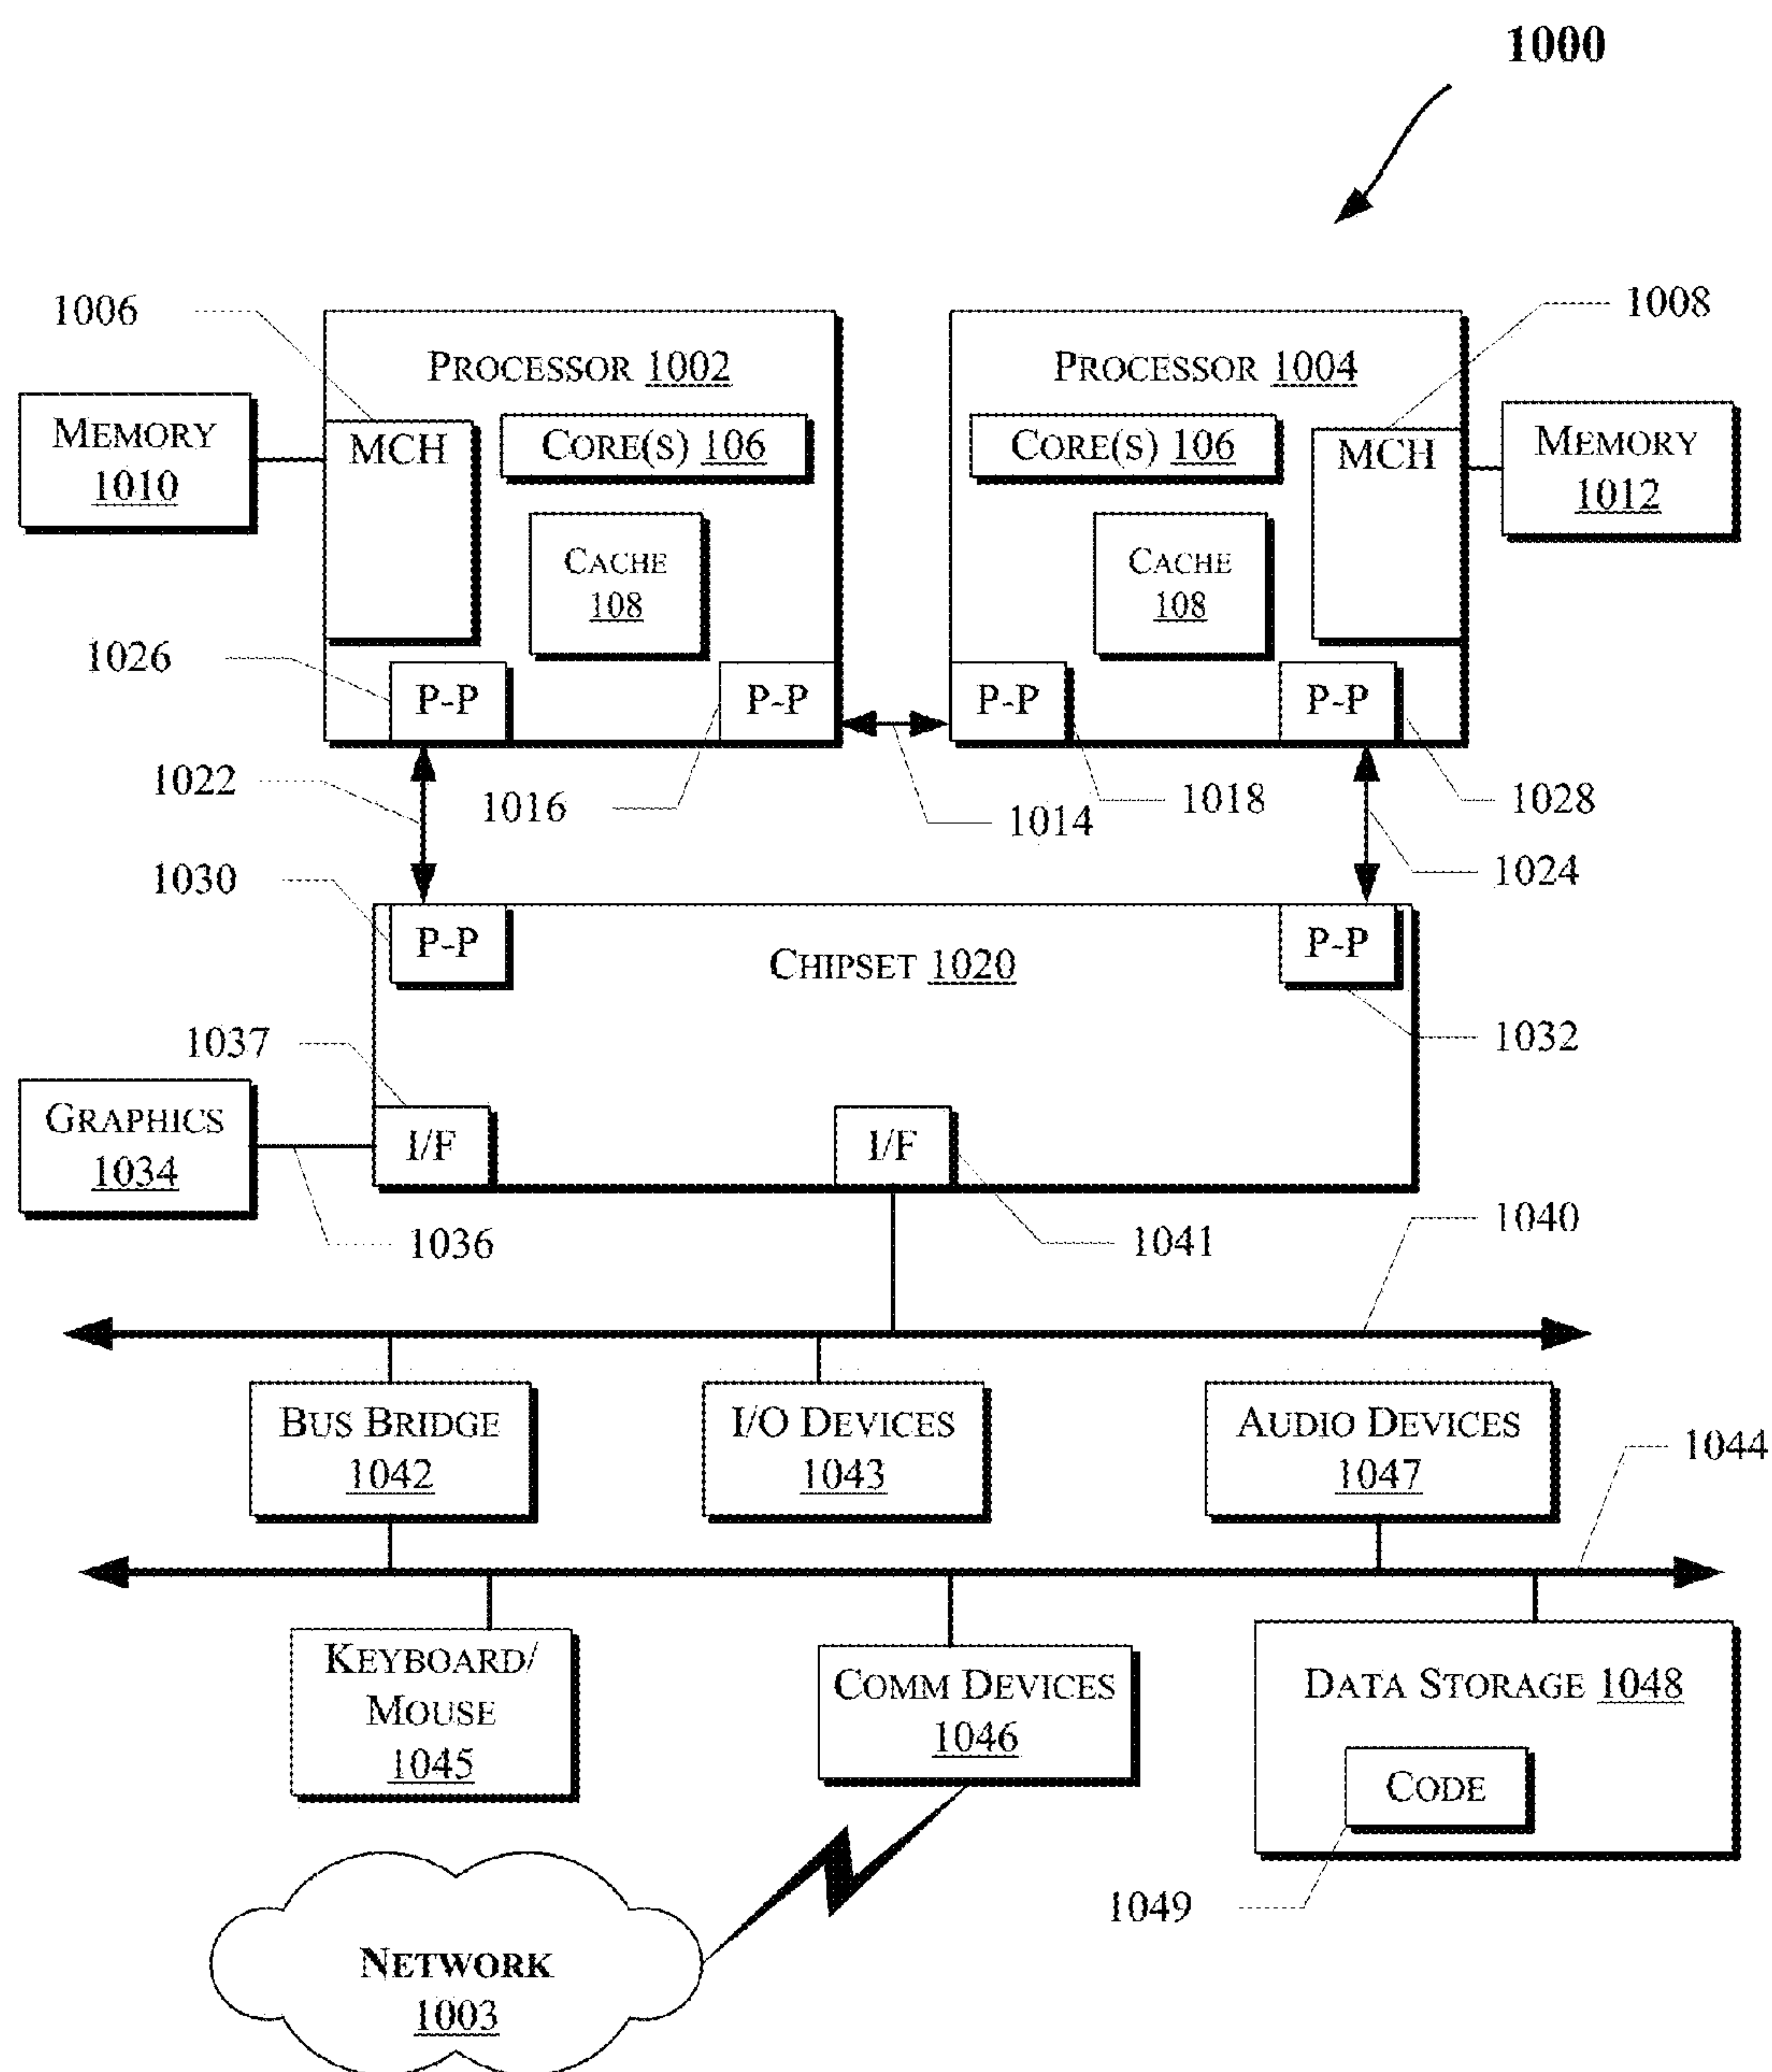 1000
1006
1008
PROCESSOR 1002
PROCESSOR 1004
MEMORY
1010
MCH
CORE(S) 106
CORE(S) 106
MCH
MEMORY
1012
CACHE
108
CACHE
108
1026
P-P
P-P
P-P
P-P
1022
1016
1014
1018
1028
1030
1024
P-P
CHIPSET 1020
P-P
1037
1032
GRAPHICS
1034
I/F
I/F
1036
1041
1040
BUS BRIDGE
1042
I/O DEVICES
1043
AUDIO DEVICES
1047
1044
KEYBOARD/
MOUSE
1045
COMM DEVICES
1046
DATA STORAGE 1048
CODE
1049
NETWORK
1003